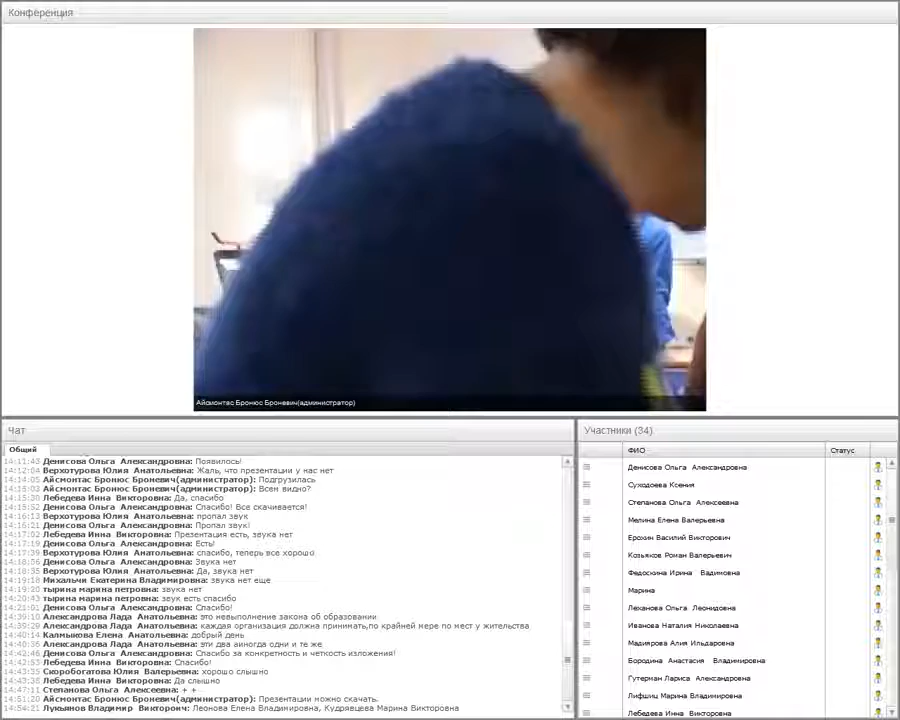 Конференция
Айсмонтас Бронюс Броневич(администратор)
Чат
Общий
14:11:43 Денисова Ольга Александровна: Появилось!
14:12:04 Верхотурова Юлия Анатольевна: Жаль, что презентации у нас нет
14:14:05 Айсмонтас Бронюс Броневич(администратор): Подгрузилась
14:15:03 Айсмонтас Бронюс Броневич(администратор): Всем видно?
14:15:30 Лебедева Инна Викторовна: Да, спасибо
14:15:52 Денисова Ольга Александровна: Спасибо! Все скачивается!
14:16:13 Верхотурова Юлия Анатольевна: пропал звук
14:16:21 Денисова Ольга Александровна: Пропал звук!
14:17:02 Лебедева Инна Викторовна: Презентация есть, звука нет
14:17:19 Денисова Ольга Александровна: Есть!
14:17:39 Верхотурова Юлия Анатольевна: спасибо, теперь все хорошо
14:18:56 Денисова Ольга Александровна: Звука нет
14:18:35 Верхотурова Юлия Анатольевна: Да, звука нет
14:19:18 Михальчи Екатерина Владимировна: звука нет еще
14:19:20 тырина марина петровна: звука нет
14:20:43 тырина марина петровна: звук есть спасибо
14:21:01 Денисова Ольга Александровна: Спасибо!
14:39:10 Александрова Лада Анатольевна: это невыполнение закона об образовании
14:39:29 Александрова Лада Анатольевна: каждая организация должна принимать,по крайней мере по мест у жительства
14:40:14 Калмыкова Елена Анатольевна: добрый день
14:40:36 Александрова Лада Анатольевна: эти два аиногда одни и те же
14:42:46 Денисова Ольга Александровна: Спасибо за конкретность и четкость изложения!
14:42:53 Лебедева Инна Викторовна: Спасибо!
14:43:35 Скоробогатова Юлия Валерьевна: хорошо слышно
14:43:38 Лебедева Инна Викторовна: Да слышно
14:47:11 Степанова Ольга Алексеевна: + +
14:51:20 Айсмонтас Бронюс Броневич(администратор): Презентации можно скачать.
14:54:21 Лукьянов Владимир Викторович: Леонова Елена Владимировна, Кудрявцева Марина Викторовна
Участники (34)
ФИО Статус
Денисова Ольга Александровна
Суходоева Ксения
Степанова Ольга Алексеевна
Мелина Елена Валерьевна
Ерохин Василий Викторович
Козьяков Роман Валерьевич
Федоскина Ирина Вадимовна
Марина
Леханова Ольга Леонидовна
Иванова Наталия Николаевна
Мадиярова Алия Ильдаровна
Бородина Анастасия Владимировна
Гутерман Лариса Александровна
Лифшиц Марина Владимировна
Лебедева Инна Викторовна